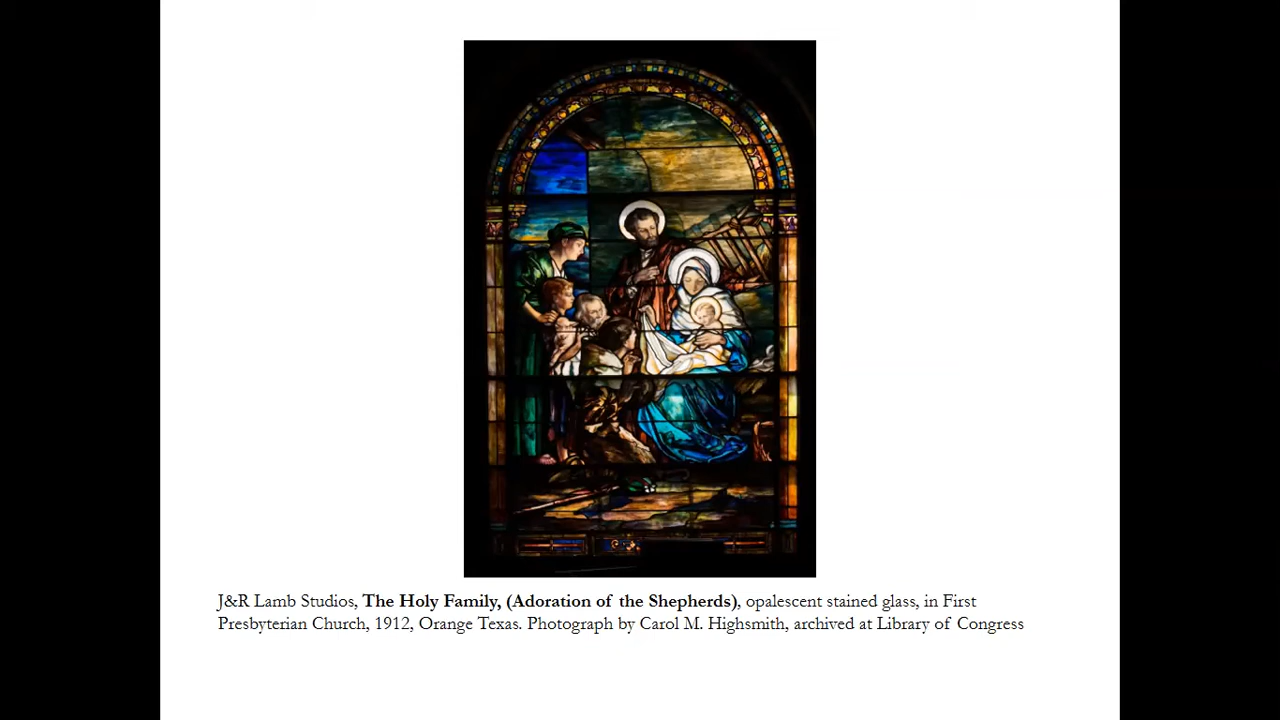 J&R Lamb Studios, The Holy Family, (Adoration of the Shepherds), opalescent stained glass, in First
Presbyterian Church, 1912, Orange Texas. Photograph by Carol M. Highsmith, archived at Library of Congress